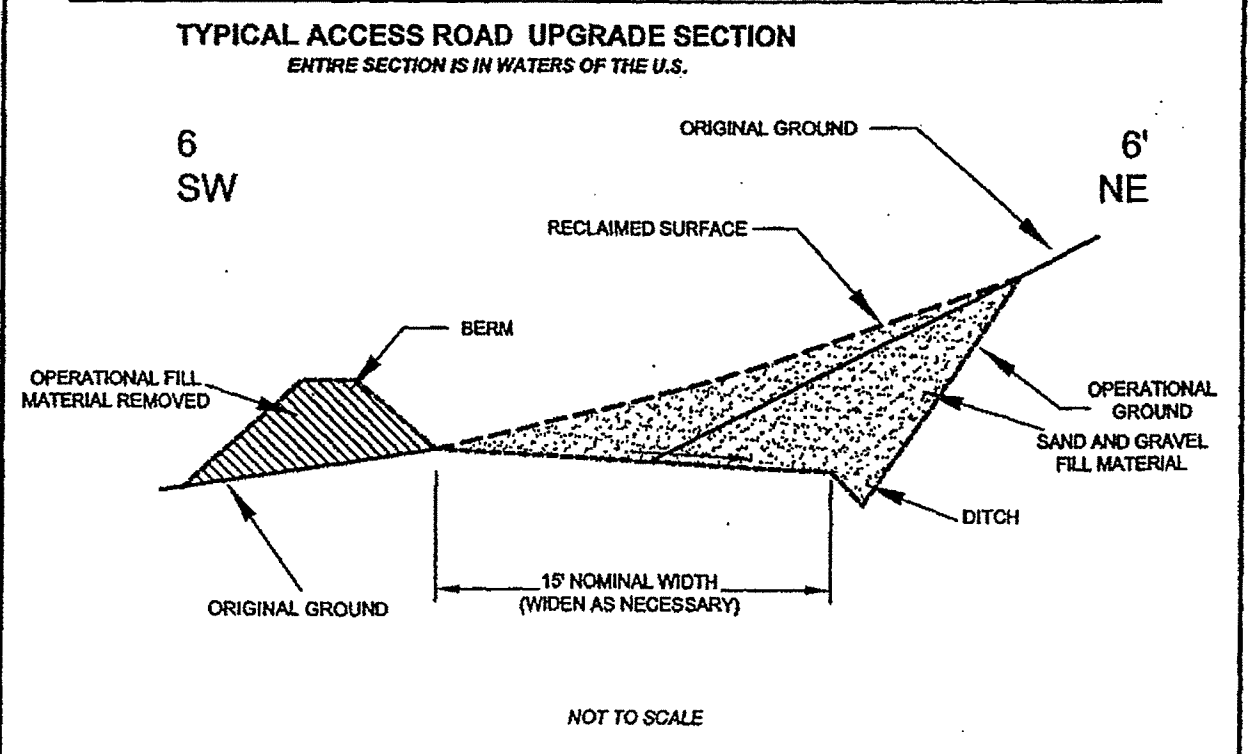 TYPICAL ACCESS ROAD UPGRADE SECTION
ENTIRE SECTION IS IN WATERS OF THE U.S.
6
SW
ORIGINAL GROUND
6'
NE
RECLAIMED SURFACE
BERM
OPERATIONAL FILL
MATERIAL REMOVED
OPERATIONAL
GROUND
SAND AND GRAVEL
FILL MATERIAL
DITCH
15' NOMINAL WIDTH
(WIDEN AS NECESSARY)
ORIGINAL GROUND
NOT TO SCALE